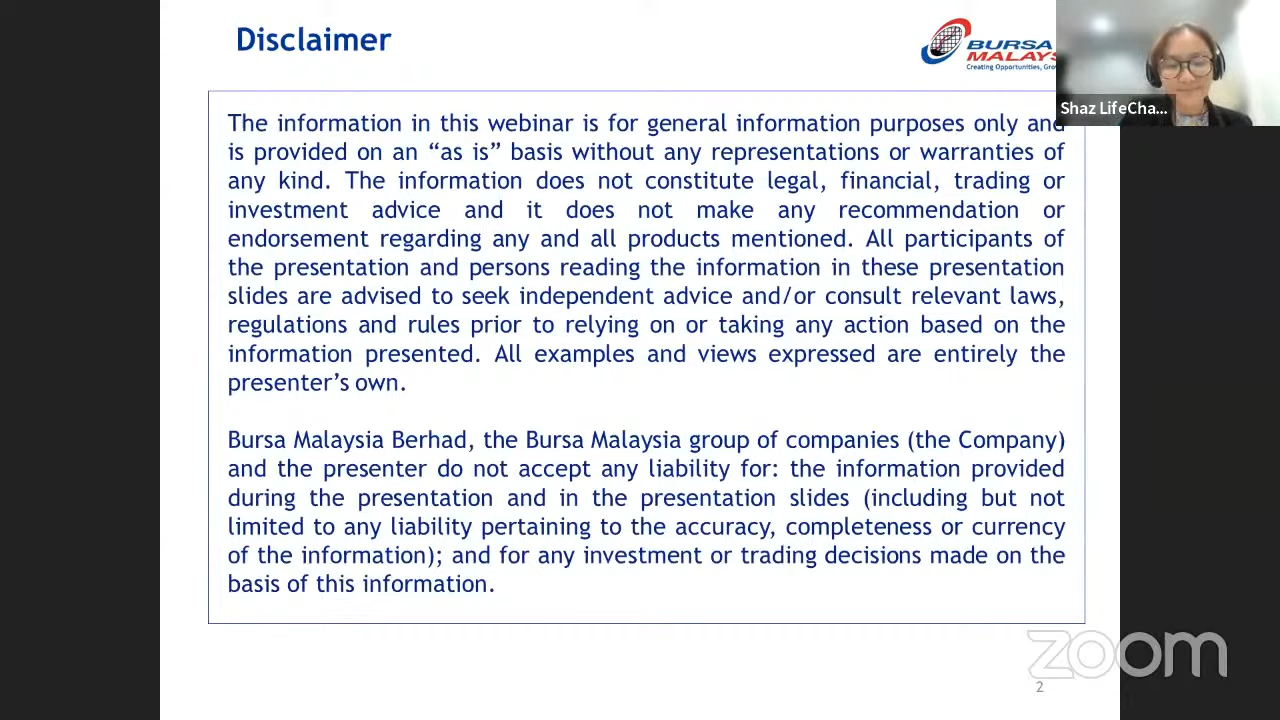 Disclaimer
BURSA
MALAYS
Creating Opportunities, Grow
Shaz LifeCha...
The information in this webinar is for general information purposes only and
is provided on an “as is” basis without any representations or warranties of
any kind. The information does not constitute legal, financial, trading or
investment advice and it does not make any recommendation or
endorsement regarding any and all products mentioned. All participants of
the presentation and persons reading the information in these presentation
slides are advised to seek independent advice and/or consult relevant laws,
regulations and rules prior to relying on or taking any action based on the
information presented. All examples and views expressed are entirely the
presenter’s own.
Bursa Malaysia Berhad, the Bursa Malaysia group of companies (the Company)
and the presenter do not accept any liability for: the information provided
during the presentation and in the presentation slides (including but not
limited to any liability pertaining to the accuracy, completeness or currency
of the information); and for any investment or trading decisions made on the
basis of this information.
zoom
2